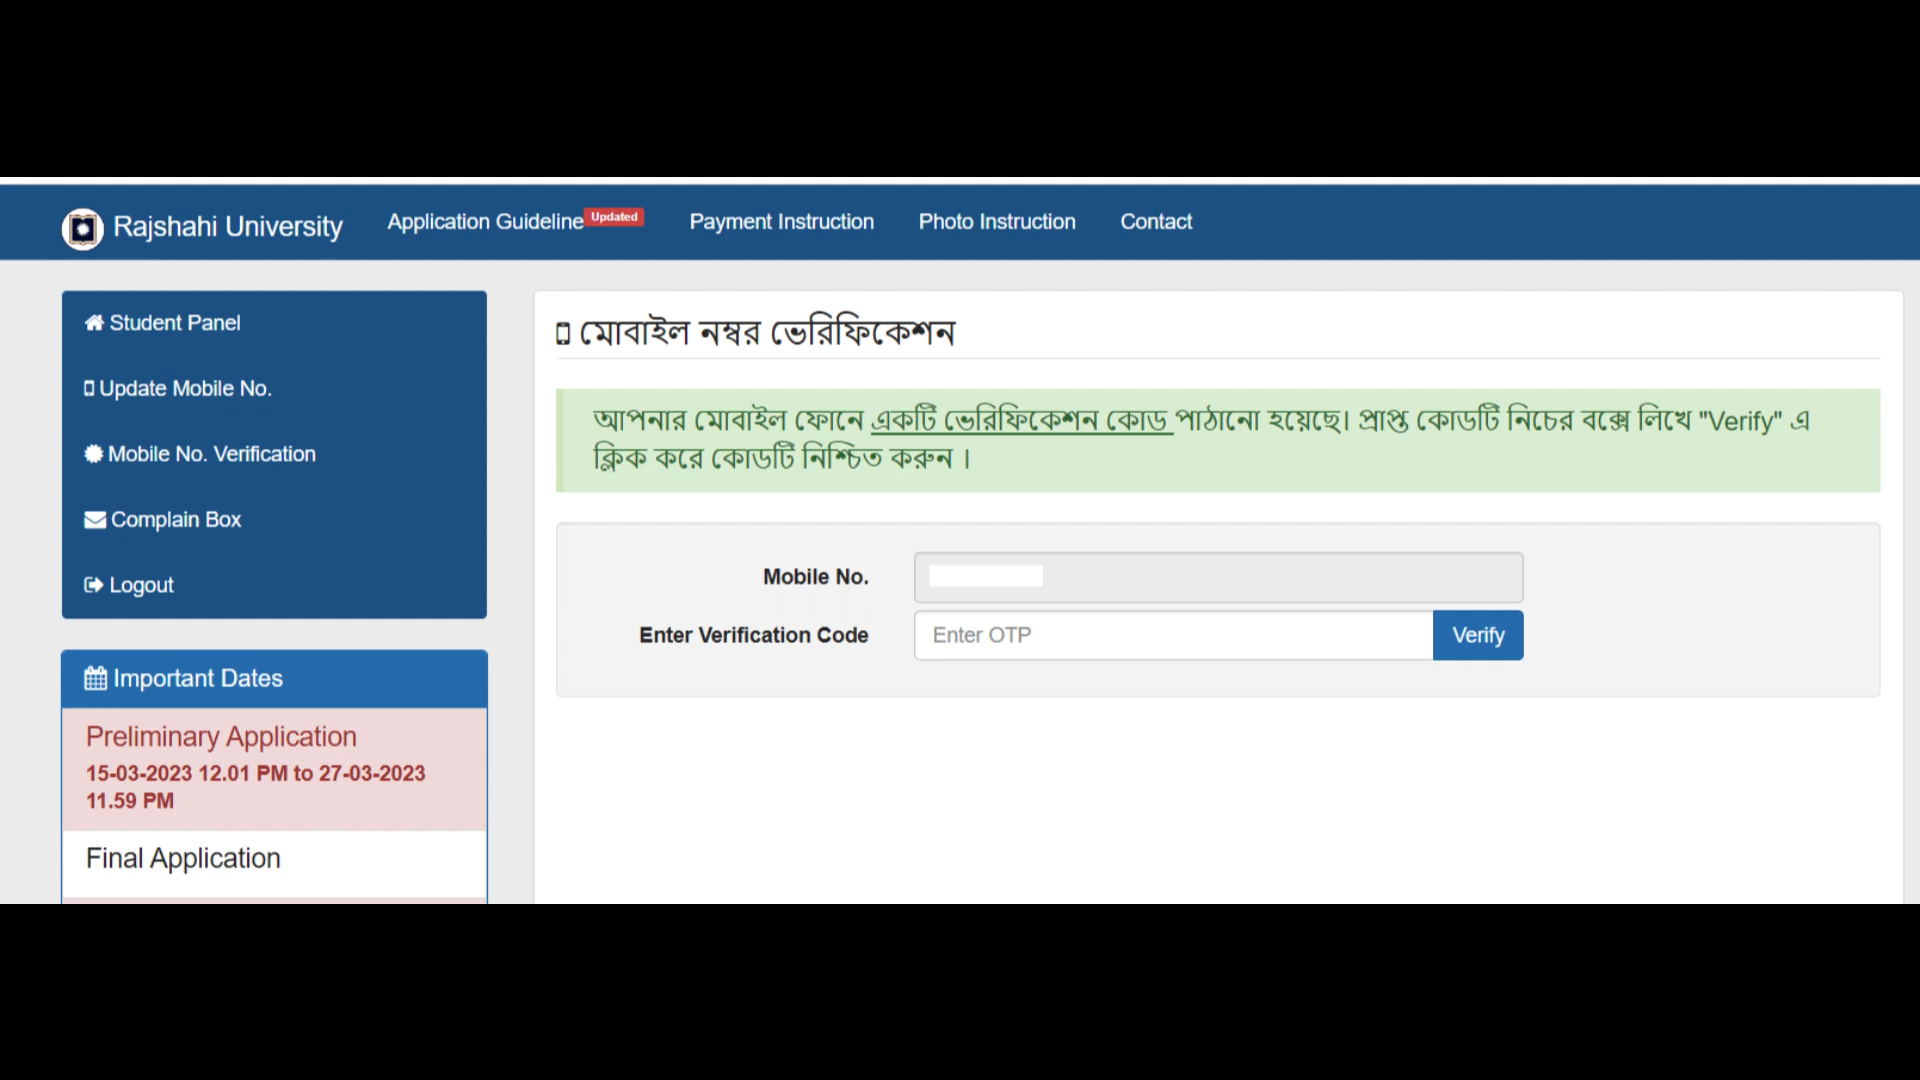 Rajshahi University
Application Guideline Updated
Payment Instruction
Photo Instruction
Contact
Student Panel
Update Mobile No.
Mobile No. Verification
Complain Box
Logout
Important Dates
Preliminary Application
15-03-2023 12.01 PM to 27-03-2023
11.59 PM
Final Application
মোবাইল নম্বর ভেরিফিকেশন
আপনার মোবাইল ফোনে একটি ভেরিফিকেশন কোড পাঠানো হয়েছে। প্রাপ্ত কোডটি নিচের বক্সে লিখে "Verify" এ
ক্লিক করে কোডটি নিশ্চিত করুন ।
Mobile No.
Enter Verification Code
Enter OTP
Verify